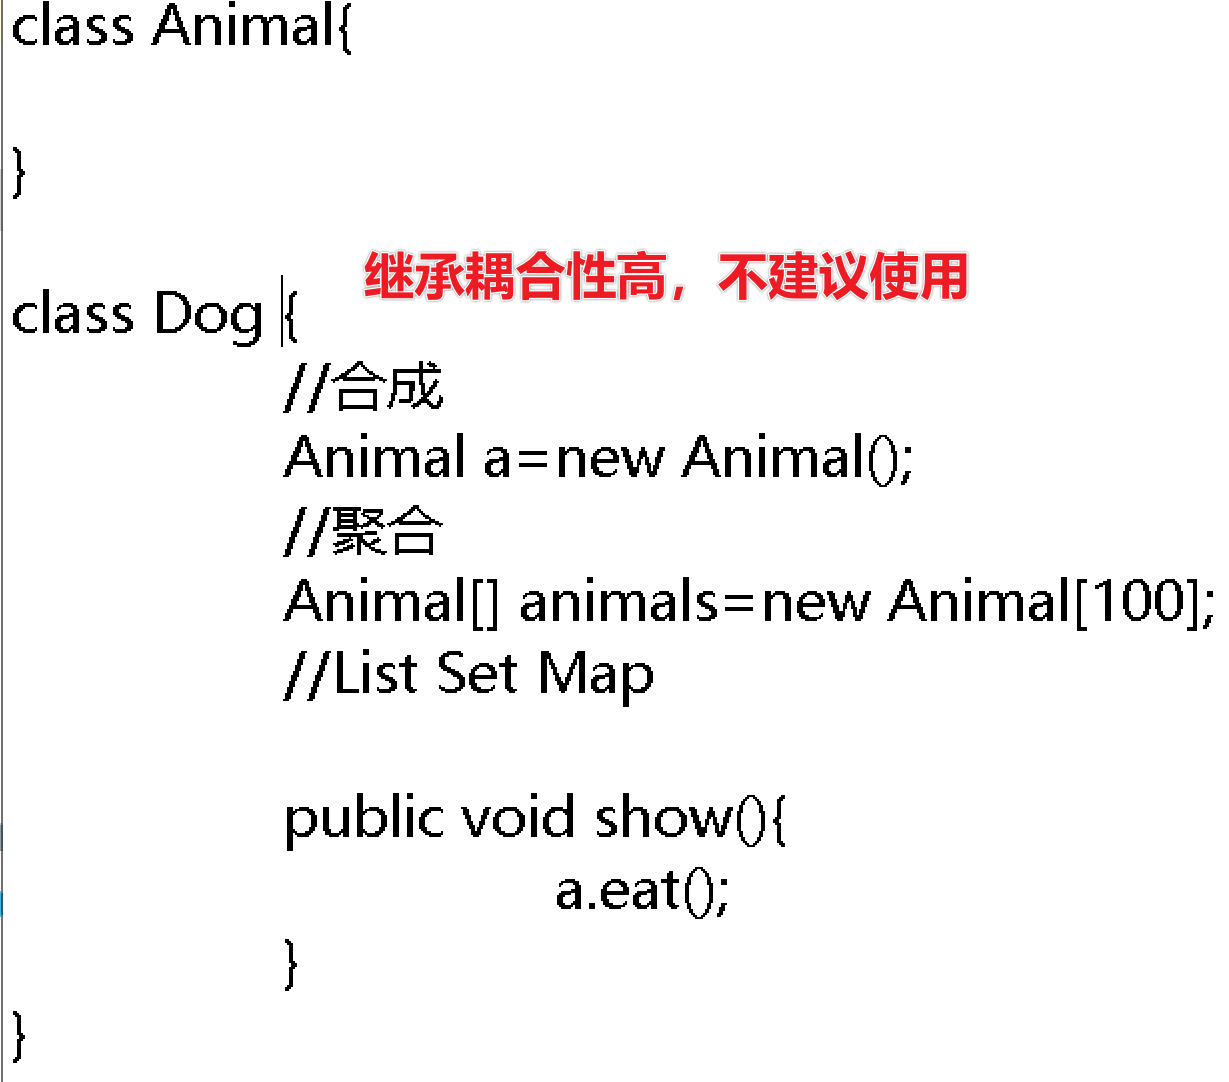 class Animal{
}
继承耦合性高，不建议使用
class Dog {
//合成
Animal a=new Animal();
//聚合
Animal[] animals=new Animal[100];
//List Set Map
public void show(){
a.eat();
}
}